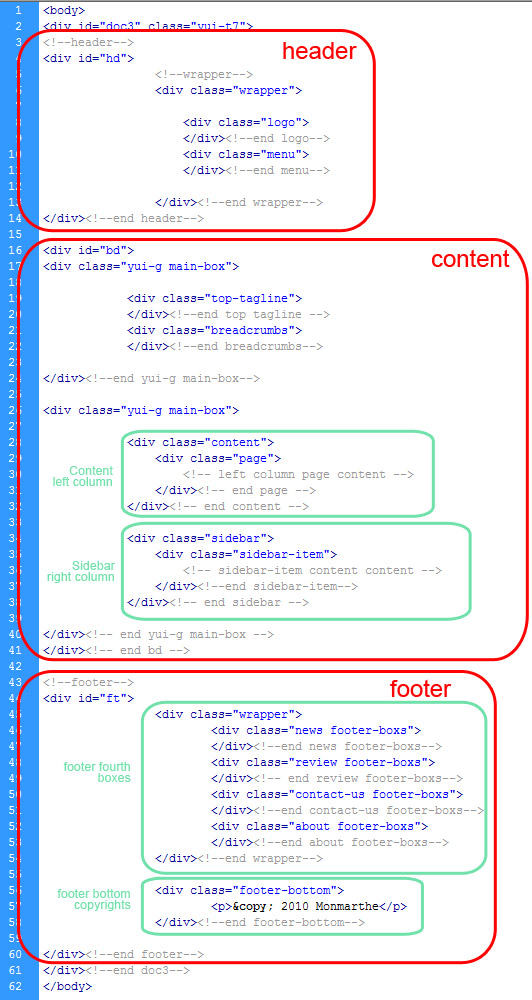 1 <body>
2 <div id="doc3" class="yui-t7">
3 <!--header-->
header
4 <div id="hd">
5 <!--wrapper-->
6 <div class="wrapper">
7
8 <div class="logo">
9 </div><!--end logo-->
10 <div class="menu">
11 </div><!--end menu-->
12
13 </div><!--end wrapper-->
14 </div><!--end header-->
15
16 <div id="bd">
content
17 <div class="yui-g main-box">
18
19 <div class="top-tagline">
20 </div><!--end top tagline -->
21 <div class="breadcrumbs">
22 </div><!--end breadcrumbs-->
23
24 </div><!--end yui-g main-box-->
25
26 <div class="yui-g main-box">
27
28 <div class="content">
29 <div class="page">
Content
left column
30 <!-- left column page content -->
31 </div><!-- end page -->
32 </div><!-- end content -->
33
34 <div class="sidebar">
35 <div class="sidebar-item">
Sidebar
right column
36 <!-- sidebar-item content content -->
37 </div><!--end sidebar-item-->
38 </div><!-- end sidebar -->
39
40 </div><!-- end yui-g main-box -->
41 </div><!-- end bd -->
42
43 <!--footer-->
footer
44 <div id="ft">
45 <div class="wrapper">
46 <div class="news footer-boxs">
47 </div><!--end news footer-boxs-->
48 <div class="review footer-boxs">
footer fourth
boxes
49 </div><!-- end review footer-boxs-->
50 <div class="contact-us footer-boxs">
51 </div><!--end contact-us footer-boxs-->
52 <div class="about footer-boxs">
53 </div><!--end about footer-boxs-->
54 </div><!--end wrapper-->
55
56 <div class="footer-bottom">
footer bottom
copyrights
57 <p>&copy; 2010 Monmarthe</p>
58 </div><!--end footer-bottom-->
59
60 </div><!--end footer-->
61 </div><!--end doc3-->
62 </body>